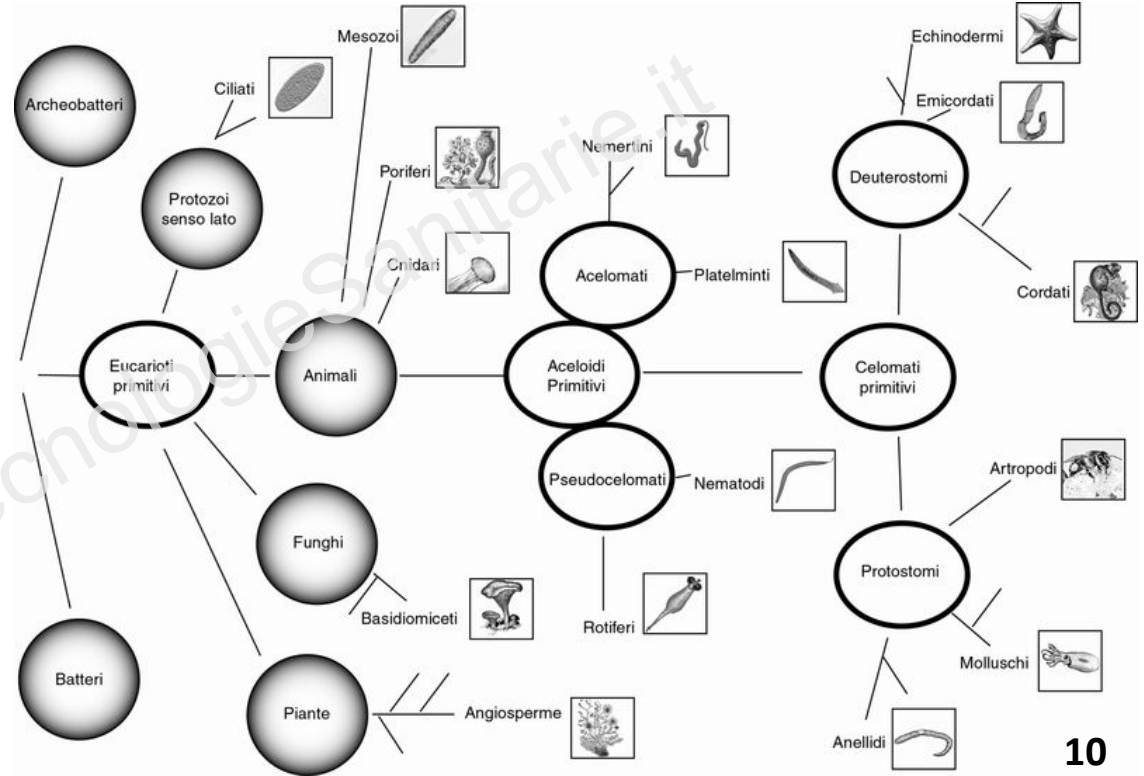 Mesozoi
Echinodermi
Ciliati
Archeobatteri
Emicordati
Nemertini
Poriferi
Deuterostomi
Protozoi
senso lato
Cnidari
Acelomati
Platelminti
Cordati
Eucarioti
primitivi
Animali
Aceloidi
Primitivi
Celomati
primitivi
Pseudocelomati
Nematodi
Artropodi
Funghi
Protostomi
Basidiomiceti
Rotiferi
Molluschi
Batteri
Piante
Angiosperme
Anellidi
10
ecnologieSanitarie.it